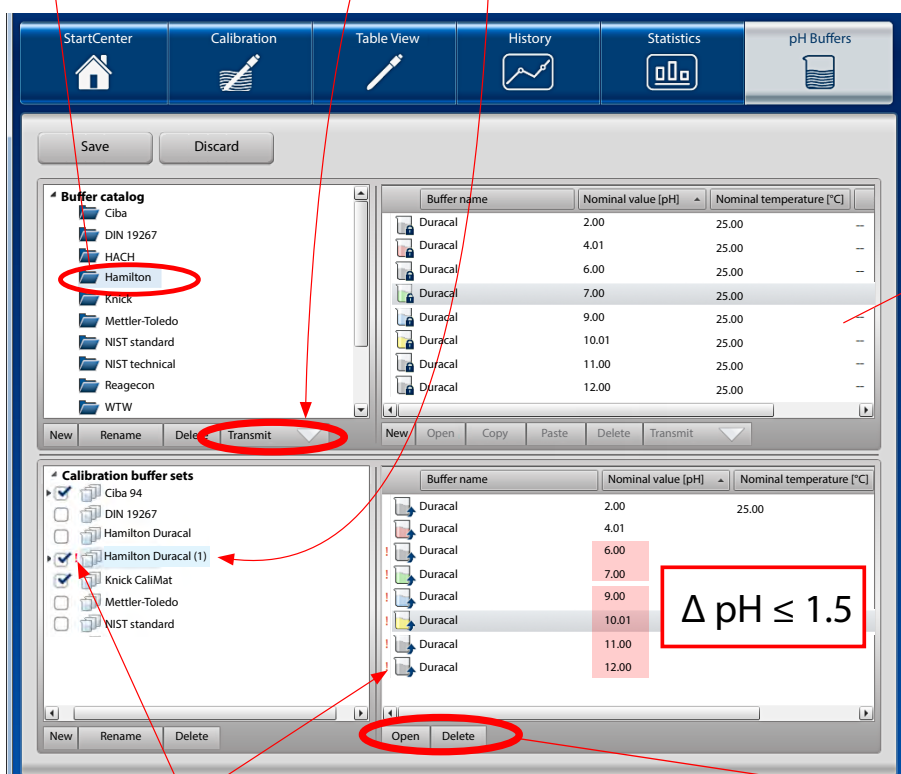 StartCenter Calibration Table View History Statistics pH Buffers
Save Discard
Buffer catalog
Ciba
DIN 19267
HACH
Hamilton
Knick
Mettler-Toledo
NIST standard
NIST technical
Reagecon
WTW
New Rename Delete Transmit
Buffer name Nominal value [pH] Nominal temperature [°C]
Duracal 2.00 25.00 --
Duracal 4.01 25.00 --
Duracal 6.00 25.00 --
Duracal 7.00 25.00
Duracal 9.00 25.00 --
Duracal 10.01 25.00 --
Duracal 11.00 25.00 --
Duracal 12.00 25.00 --
New Open Copy Paste Delete Transmit
Calibration buffer sets
Ciba 94
DIN 19267
Hamilton Duracal
! Hamilton Duracal (1)
Knick CaliMat
Mettler-Toledo
NIST standard
New Rename Delete
Buffer name Nominal value [pH] Nominal temperature [°C]
Duracal 2.00 25.00
Duracal 4.01
! Duracal 6.00
! Duracal 7.00
! Duracal 9.00
! Duracal 10.01
! Duracal 11.00
! Duracal 12.00
Δ pH ≤ 1.5
Open Delete